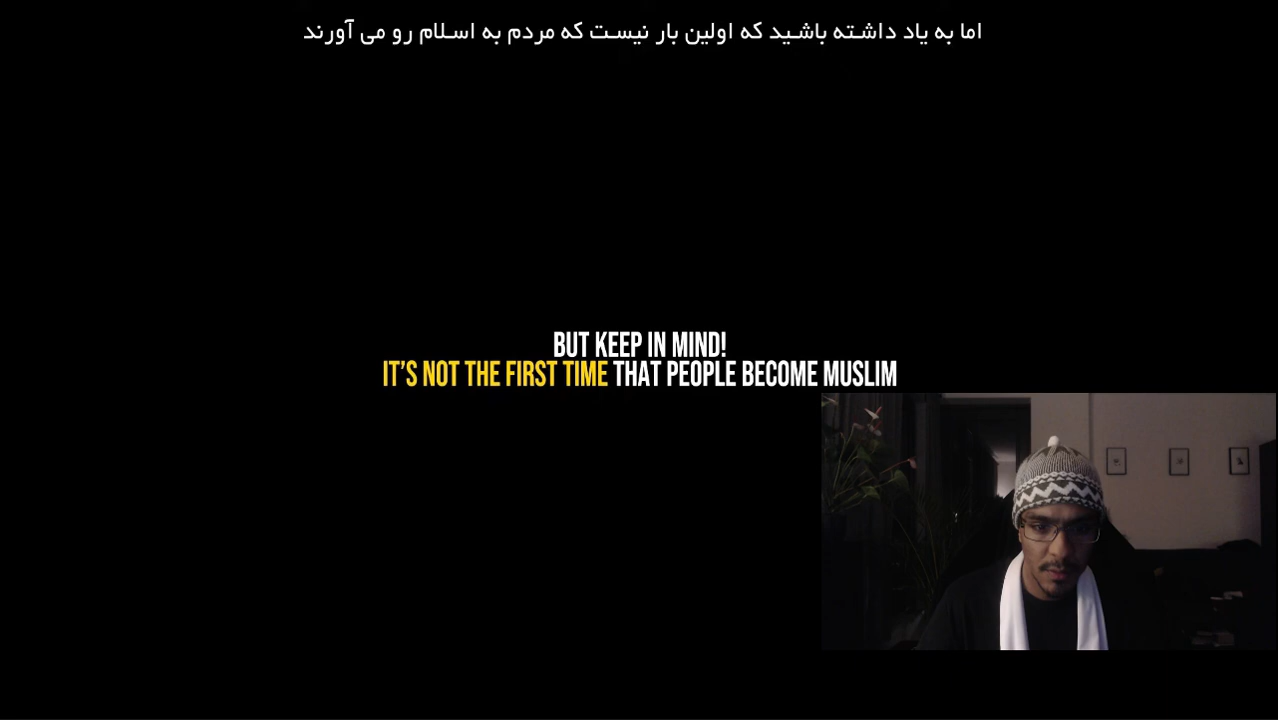 اما به یاد داشته باشید که اولین بار نیست که مردم به اسلام رو می آورند
BUT KEEP IN MIND!
IT'S NOT THE FIRST TIME THAT PEOPLE BECOME MUSLIM